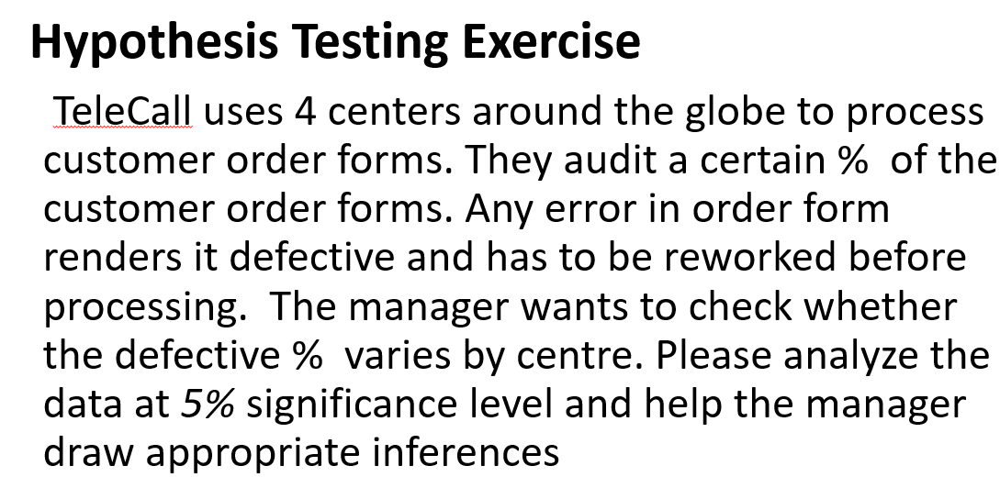 Hypothesis Testing Exercise
TeleCall uses 4 centers around the globe to process
customer order forms. They audit a certain %  of the
customer order forms. Any error in order form
renders it defective and has to be reworked before
processing.  The manager wants to check whether
the defective %  varies by centre. Please analyze the
data at 5% significance level and help the manager
draw appropriate inferences